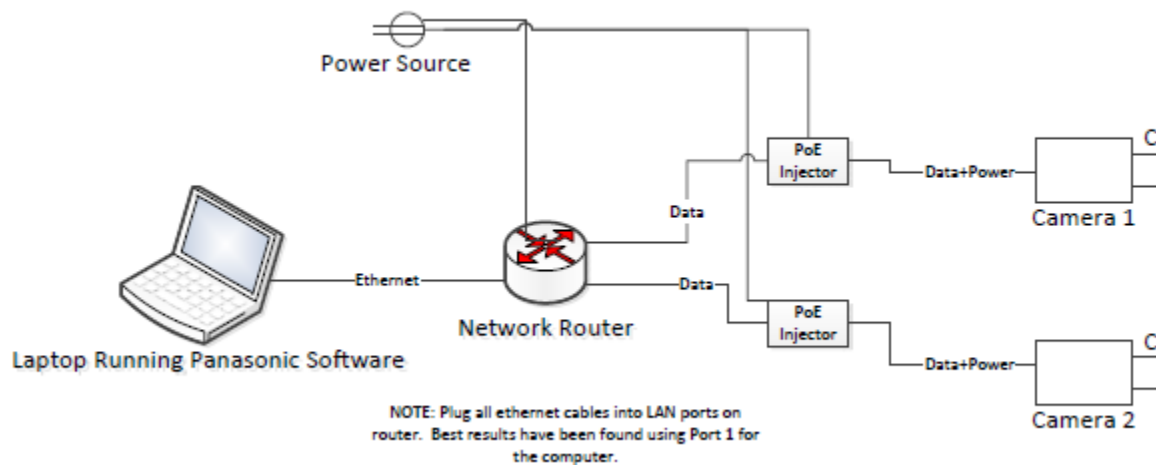 Power Source
PoE
Injector
Data+Power
C
Camera 1
Data
Ethernet
Network Router
Data
PoE
Injector
Data+Power
C
Camera 2
Laptop Running Panasonic Software
NOTE: Plug all ethernet cables into LAN ports on
router. Best results have been found using Port 1 for
the computer.